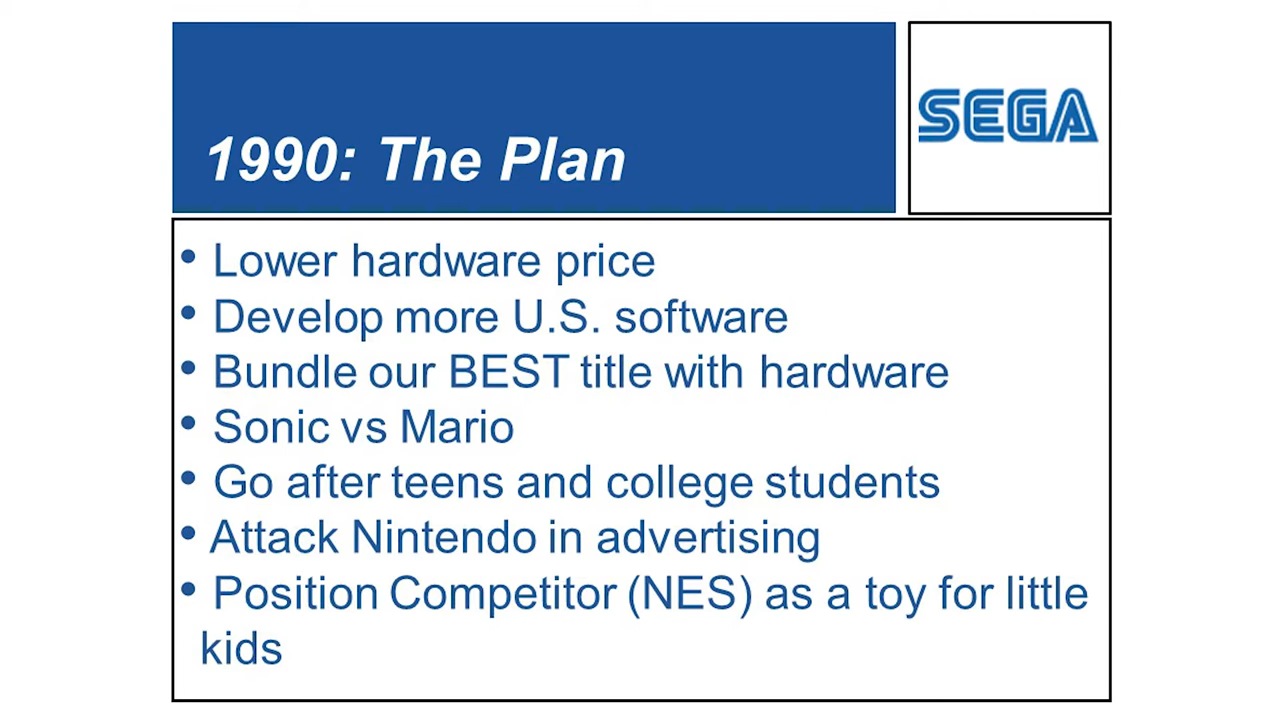 1990: The Plan
SEGA
• Lower hardware price
• Develop more U.S. software
• Bundle our BEST title with hardware
• Sonic vs Mario
• Go after teens and college students
• Attack Nintendo in advertising
• Position Competitor (NES) as a toy for little
kids